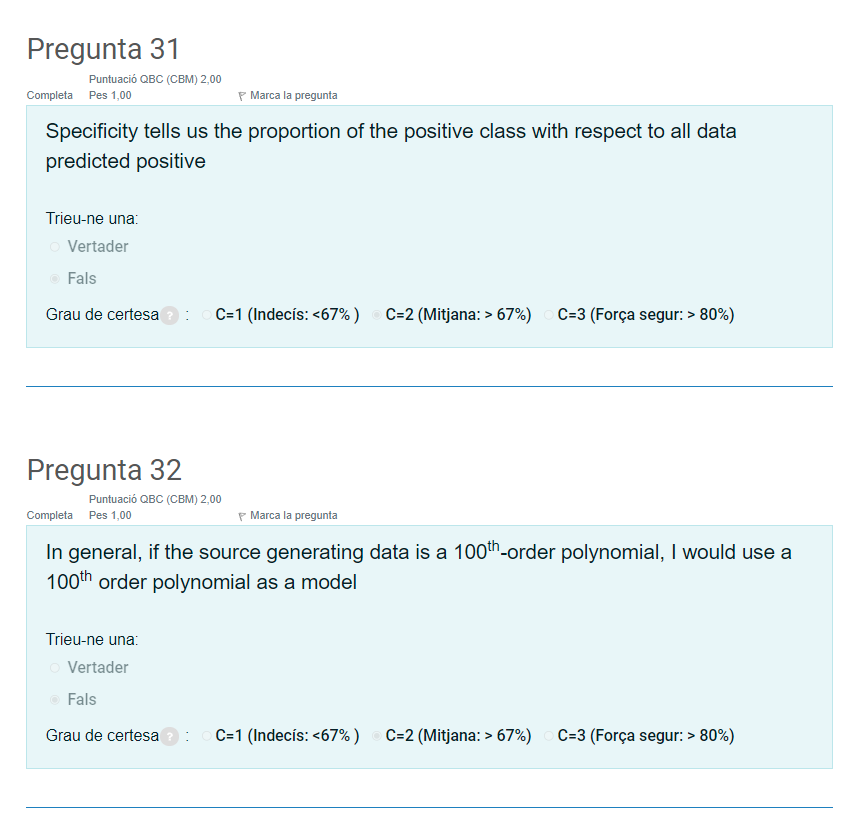 Pregunta 31
Puntuació QBC (CBM) 2,00
Completa Pes 1,00 Marca la pregunta
Specificity tells us the proportion of the positive class with respect to all data
predicted positive
Trieu-ne una:
Vertader
Fals
Grau de certesa ? : C=1 (Indecís: <67% ) C=2 (Mitjana: > 67%) C=3 (Força segur: > 80%)
Pregunta 32
Puntuació QBC (CBM) 2,00
Completa Pes 1,00 Marca la pregunta
In general, if the source generating data is a 100th-order polynomial, I would use a
100th order polynomial as a model
Trieu-ne una:
Vertader
Fals
Grau de certesa ? : C=1 (Indecís: <67% ) C=2 (Mitjana: > 67%) C=3 (Força segur: > 80%)